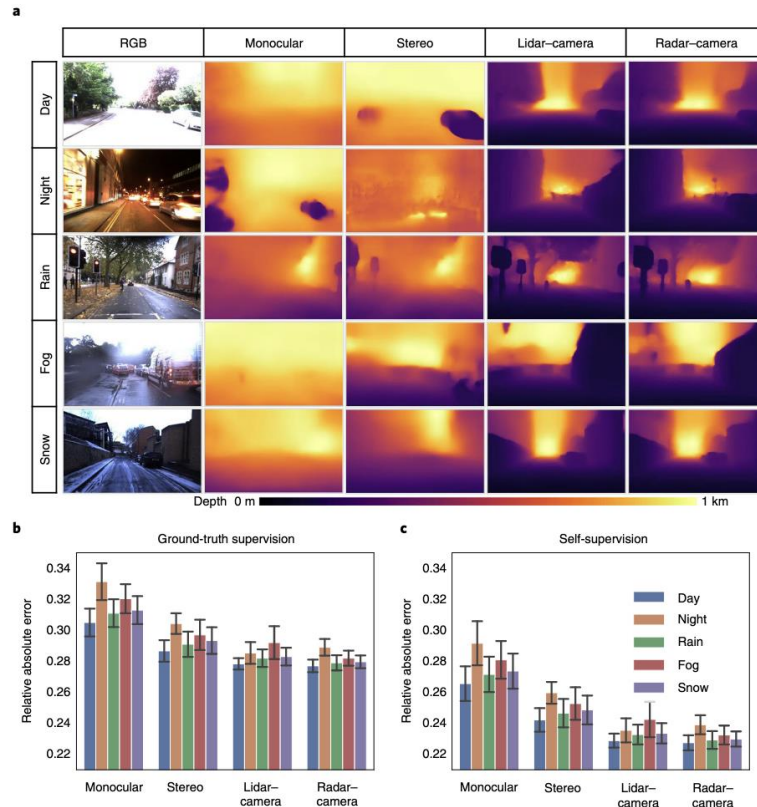 a
RGB Monocular Stereo Lidar–camera Radar–camera
Day
Night
Rain
Fog
Snow
Depth 0 m 1 km
b
Ground-truth supervision
Relative absolute error
0.34
0.32
0.30
0.28
0.26
0.24
0.22
Monocular Stereo Lidar– Radar–
camera camera
c
Self-supervision
Relative absolute error
0.34
0.32
0.30
0.28
0.26
0.24
0.22
Day
Night
Rain
Fog
Snow
Monocular Stereo Lidar– Radar–
camera camera